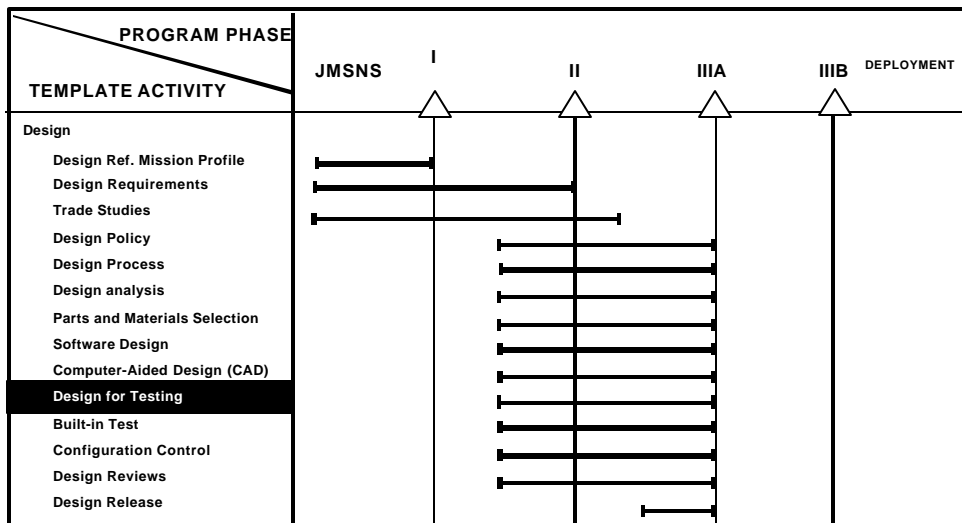 PROGRAM PHASE
TEMPLATE ACTIVITY
JMSNS
I
II
IIIA
IIIB
DEPLOYMENT
Design
Design Ref. Mission Profile
Design Requirements
Trade Studies
Design Policy
Design Process
Design analysis
Parts and Materials Selection
Software Design
Computer-Aided Design (CAD)
Design for Testing
Built-in Test
Configuration Control
Design Reviews
Design Release